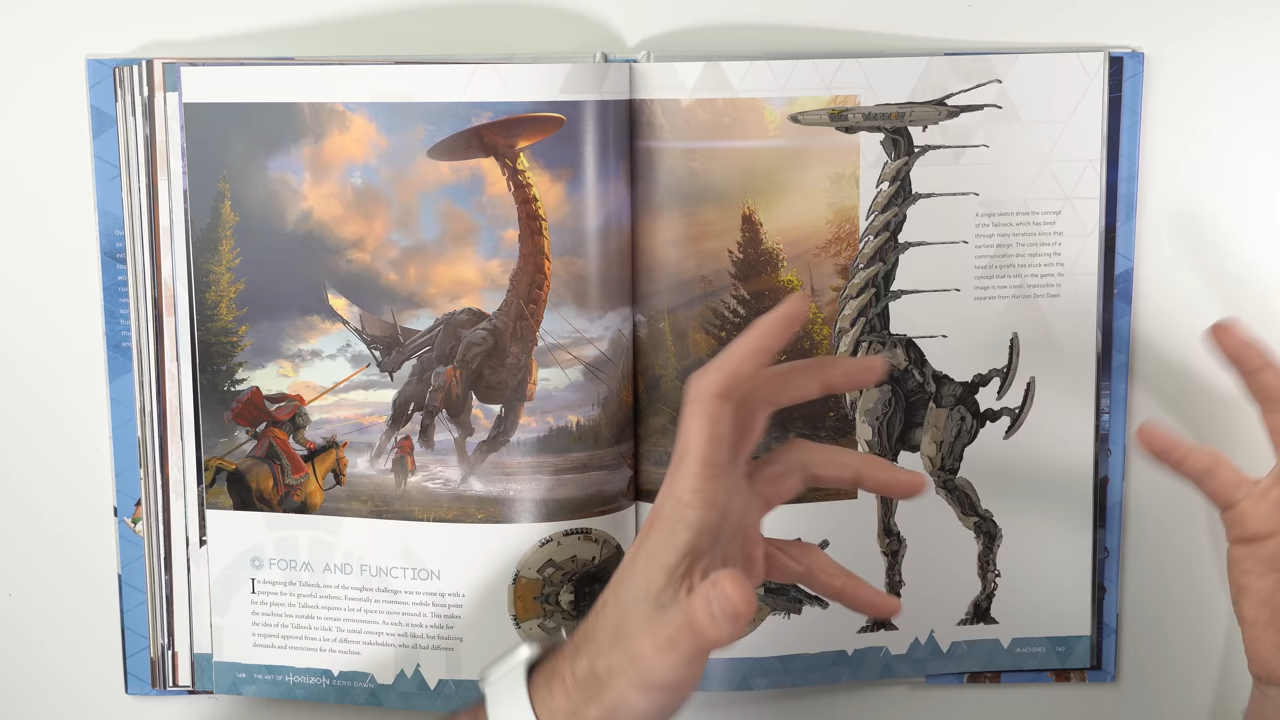 FORM AND FUNCTION
In designing the Tallneck, one of the toughest challenges was to come up with a
purpose for its graceful aesthetic. Essentially an enormous, mobile focus point
for the player, the Tallneck requires a lot of space to move around it. This makes
the machine less suitable to certain environments. As such, it took a while for
the idea of the Tallneck to click. The initial concept was well-liked, but finalizing
it required approval from a lot of different stakeholders, who all had different
demands and restrictions for the machine.
148 THE ART OF HORIZON ZERO DAWN
A single sketch drove the concept
of the Tallneck, which has been
through many iterations since that
earliest design. The core idea of a
communication disc replacing the
head of a giraffe has stuck with the
concept that is still in the game. Its
image is now iconic, impossible to
separate from Horizon Zero Dawn.
MACHINES 149